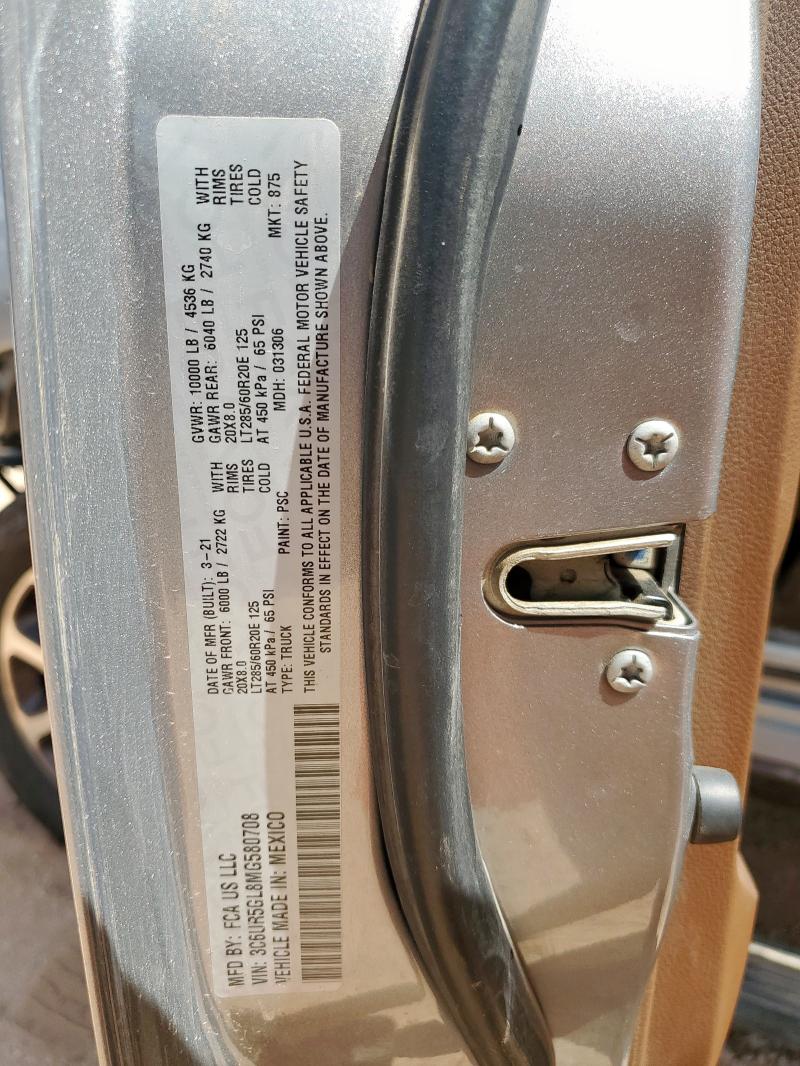 MFD BY: FCA US LLC
VIN: 3C6UR5GL8MG580708
VEHICLE MADE IN: MEXICO
DATE OF MFR (BUILT): 3-21
GAWR FRONT: 6000 LB / 2722 KG WITH
20X8.0 RIMS
LT285/60R20E 125 TIRES
AT 450 kPa / 65 PSI COLD
GVWR: 10000 LB / 4536 KG
GAWR REAR: 6040 LB / 2740 KG WITH
20X8.0 RIMS
LT285/60R20E 125 TIRES
AT 450 kPa / 65 PSI COLD
TYPE: TRUCK PAINT: PSC MDH: 031306 MKT: 875
THIS VEHICLE CONFORMS TO ALL APPLICABLE U.S.A. FEDERAL MOTOR VEHICLE SAFETY
STANDARDS IN EFFECT ON THE DATE OF MANUFACTURE SHOWN ABOVE.